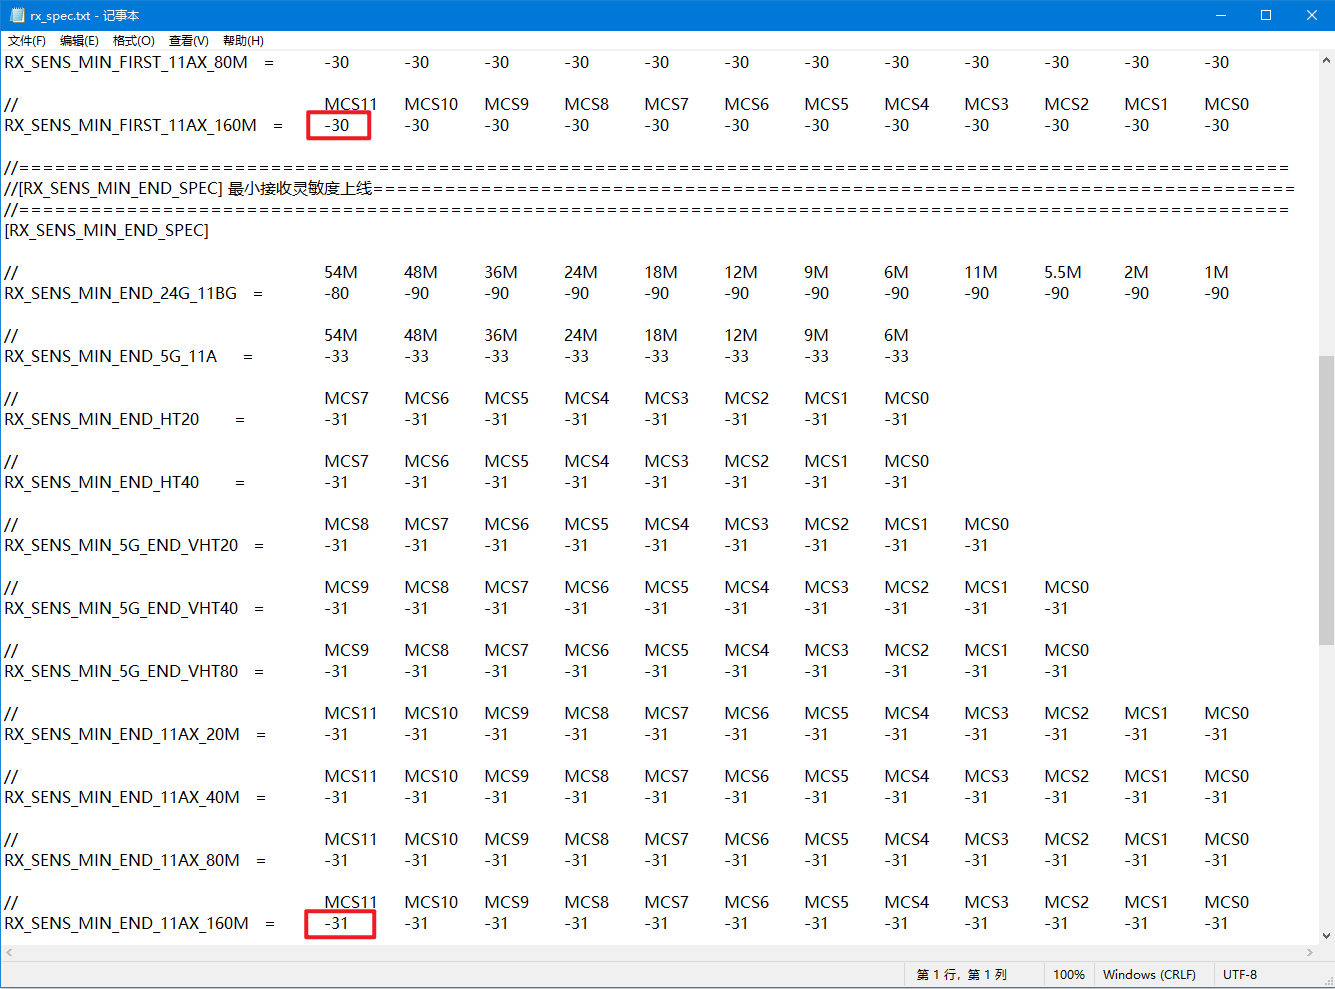 rx_spec.txt - 记事本
文件(F) 编辑(E) 格式(O) 查看(V) 帮助(H)
RX_SENS_MIN_FIRST_11AX_80M = -30 -30 -30 -30 -30 -30 -30 -30 -30 -30 -30 -30
// MCS11 MCS10 MCS9 MCS8 MCS7 MCS6 MCS5 MCS4 MCS3 MCS2 MCS1 MCS0
RX_SENS_MIN_FIRST_11AX_160M = -30 -30 -30 -30 -30 -30 -30 -30 -30 -30 -30 -30
//==========================================================================================================
//[RX_SENS_MIN_END_SPEC] 最小接收灵敏度上线=============================================================================
//==========================================================================================================
[RX_SENS_MIN_END_SPEC]
// 54M 48M 36M 24M 18M 12M 9M 6M 11M 5.5M 2M 1M
RX_SENS_MIN_END_24G_11BG = -80 -90 -90 -90 -90 -90 -90 -90 -90 -90 -90 -90
// 54M 48M 36M 24M 18M 12M 9M 6M
RX_SENS_MIN_END_5G_11A = -33 -33 -33 -33 -33 -33 -33 -33
// MCS7 MCS6 MCS5 MCS4 MCS3 MCS2 MCS1 MCS0
RX_SENS_MIN_END_HT20 = -31 -31 -31 -31 -31 -31 -31 -31
// MCS7 MCS6 MCS5 MCS4 MCS3 MCS2 MCS1 MCS0
RX_SENS_MIN_END_HT40 = -31 -31 -31 -31 -31 -31 -31 -31
// MCS8 MCS7 MCS6 MCS5 MCS4 MCS3 MCS2 MCS1 MCS0
RX_SENS_MIN_5G_END_VHT20 = -31 -31 -31 -31 -31 -31 -31 -31 -31
// MCS9 MCS8 MCS7 MCS6 MCS5 MCS4 MCS3 MCS2 MCS1 MCS0
RX_SENS_MIN_5G_END_VHT40 = -31 -31 -31 -31 -31 -31 -31 -31 -31 -31
// MCS9 MCS8 MCS7 MCS6 MCS5 MCS4 MCS3 MCS2 MCS1 MCS0
RX_SENS_MIN_5G_END_VHT80 = -31 -31 -31 -31 -31 -31 -31 -31 -31 -31
// MCS11 MCS10 MCS9 MCS8 MCS7 MCS6 MCS5 MCS4 MCS3 MCS2 MCS1 MCS0
RX_SENS_MIN_END_11AX_20M = -31 -31 -31 -31 -31 -31 -31 -31 -31 -31 -31 -31
// MCS11 MCS10 MCS9 MCS8 MCS7 MCS6 MCS5 MCS4 MCS3 MCS2 MCS1 MCS0
RX_SENS_MIN_END_11AX_40M = -31 -31 -31 -31 -31 -31 -31 -31 -31 -31 -31 -31
// MCS11 MCS10 MCS9 MCS8 MCS7 MCS6 MCS5 MCS4 MCS3 MCS2 MCS1 MCS0
RX_SENS_MIN_END_11AX_80M = -31 -31 -31 -31 -31 -31 -31 -31 -31 -31 -31 -31
// MCS11 MCS10 MCS9 MCS8 MCS7 MCS6 MCS5 MCS4 MCS3 MCS2 MCS1 MCS0
RX_SENS_MIN_END_11AX_160M = -31 -31 -31 -31 -31 -31 -31 -31 -31 -31 -31 -31
第 1 行，第 1 列 100% Windows (CRLF) UTF-8